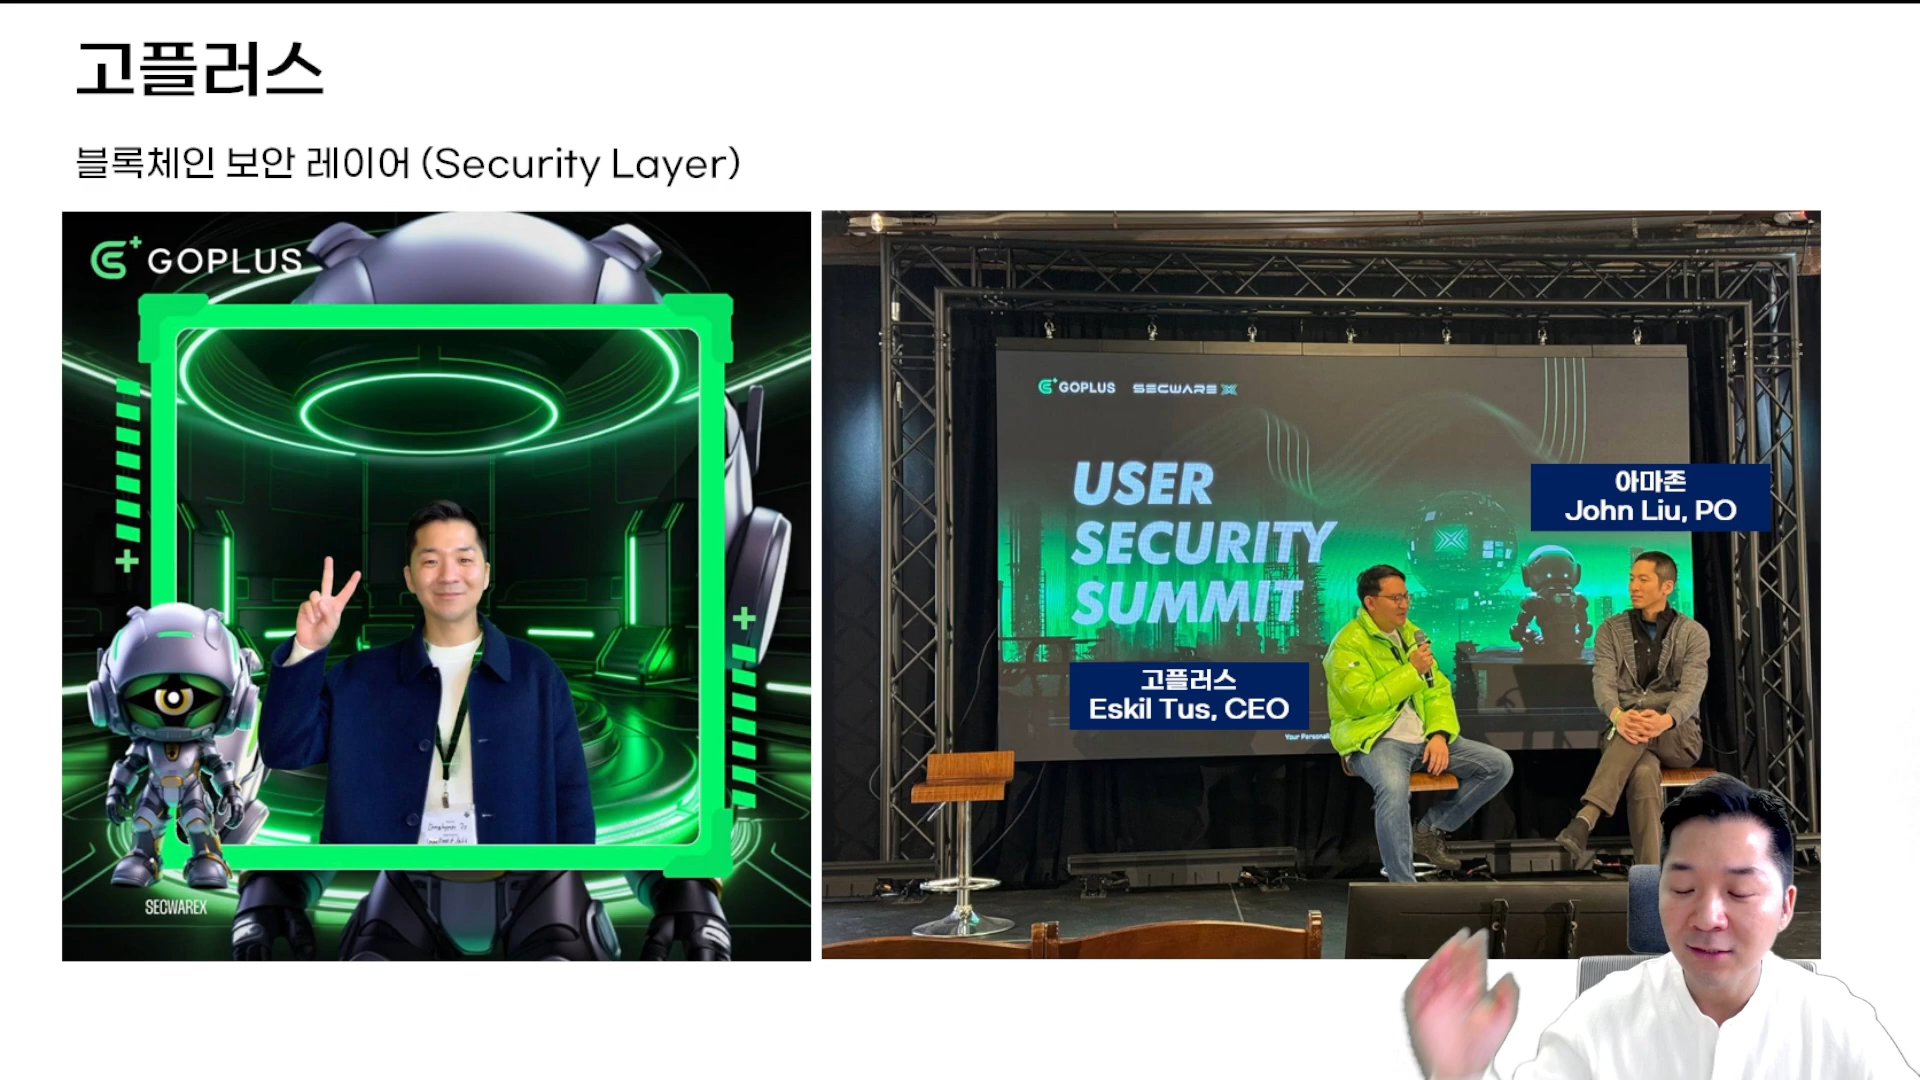 고플러스
블록체인 보안 레이어 (Security Layer)
GOPLUS
SECWAREX
GOPLUS SECWARE X
USER
SECURITY
SUMMIT
아마존
John Liu, PO
고플러스
Eskil Tus, CEO